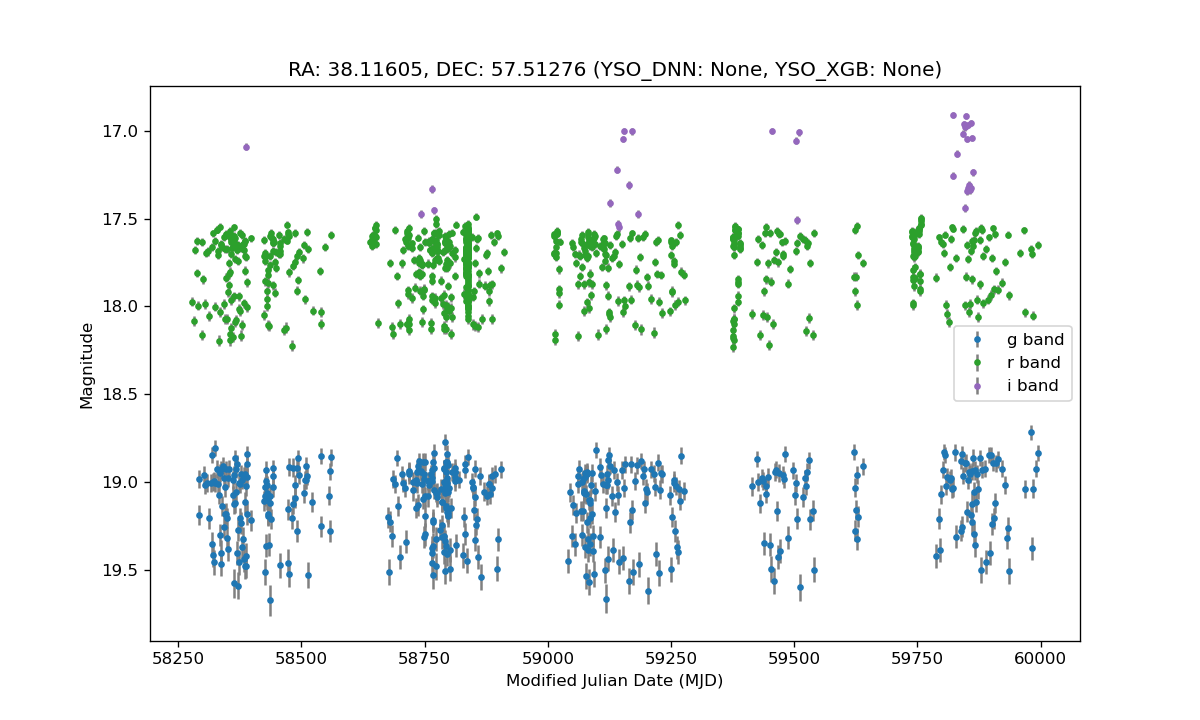 RA: 38.11605, DEC: 57.51276 (YSO_DNN: None, YSO_XGB: None)
17.0
17.5
18.0
18.5
19.0
19.5
Magnitude
g band
r band
i band
58250 58500 58750 59000 59250 59500 59750 60000
Modified Julian Date (MJD)